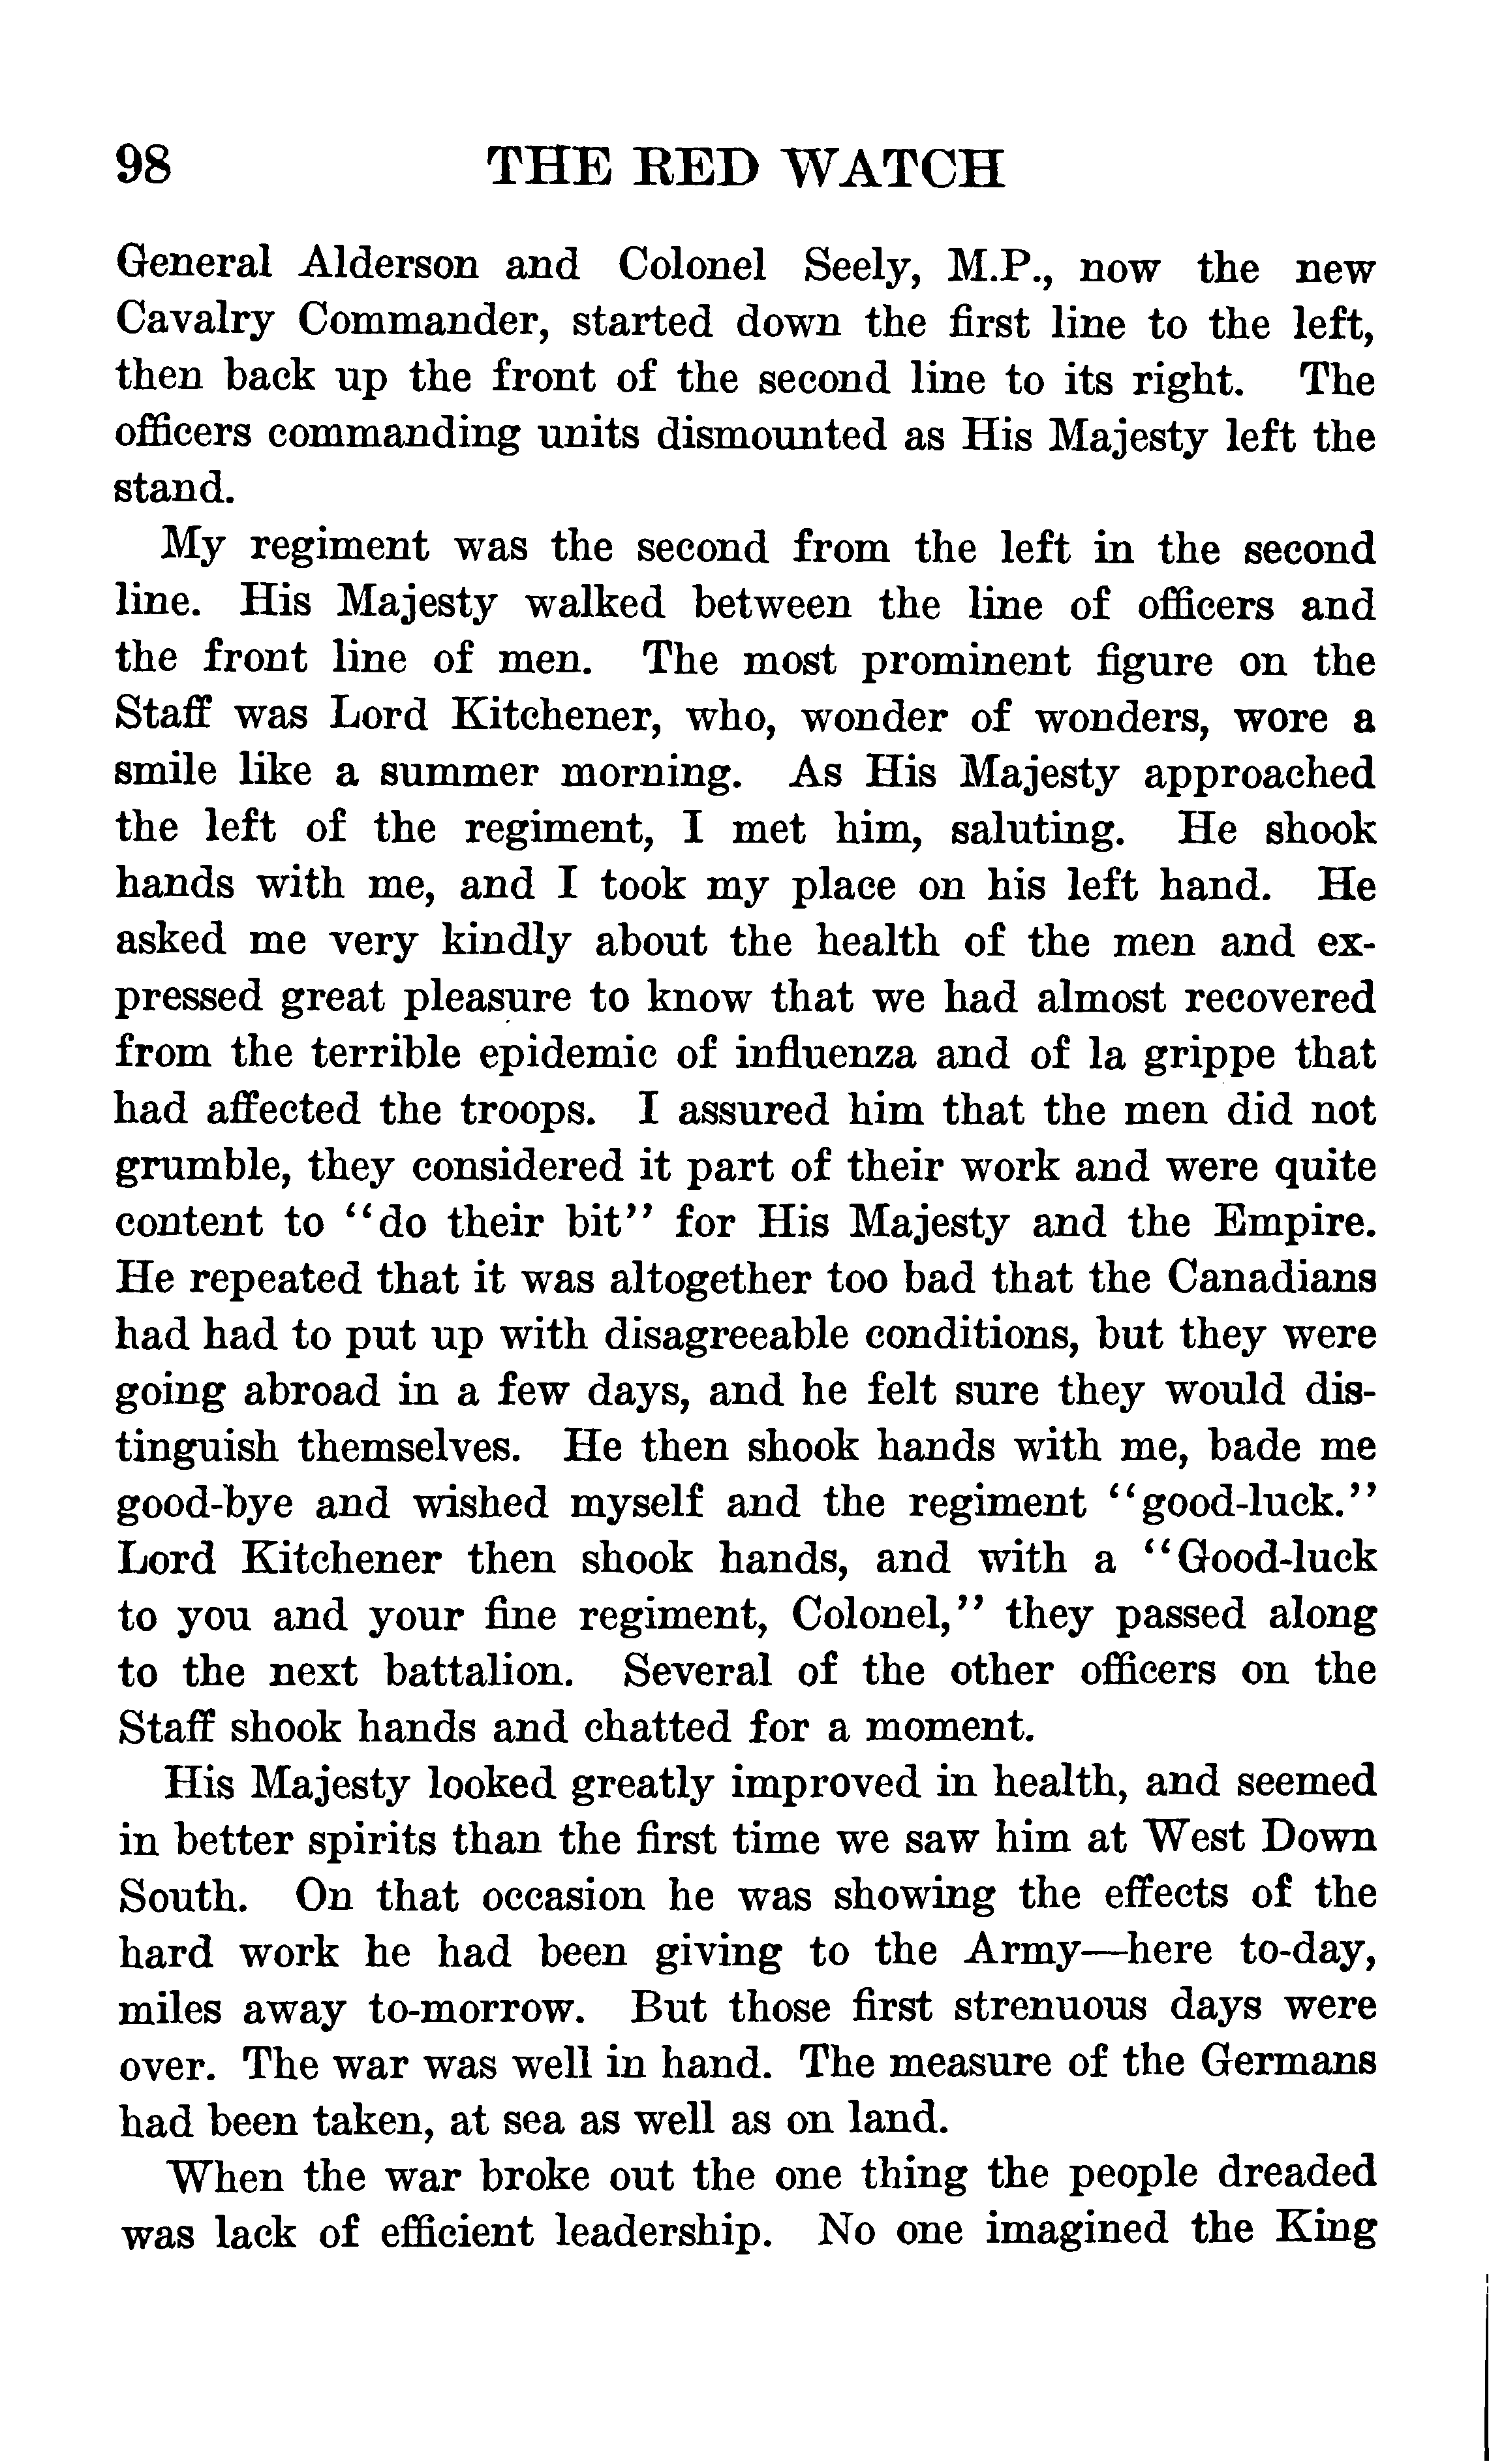 98 THE RED WATCH
General Alderson and Colonel Seely, M.P., now the new
Cavalry Commander, started down the first line to the left,
then back up the front of the second line to its right. The
officers commanding units dismounted as His Majesty left the
stand.
My regiment was the second from the left in the second
line. His Majesty walked between the line of officers and
the front line of men. The most prominent figure on the
Staff was Lord Kitchener, who, wonder of wonders, wore a
smile like a summer morning. As His Majesty approached
the left of the regiment, I met him, saluting. He shook
hands with me, and I took my place on his left hand. He
asked me very kindly about the health of the men and ex-
pressed great pleasure to know that we had almost recovered
from the terrible epidemic of influenza and of la grippe that
had affected the troops. I assured him that the men did not
grumble, they considered it part of their work and were quite
content to "do their bit" for His Majesty and the Empire.
He repeated that it was altogether too bad that the Canadians
had had to put up with disagreeable conditions, but they were
going abroad in a few days, and he felt sure they would dis-
tinguish themselves. He then shook hands with me, bade me
good-bye and wished myself and the regiment "good-luck."
Lord Kitchener then shook hands, and with a "Good-luck
to you and your fine regiment, Colonel," they passed along
to the next battalion. Several of the other officers on the
Staff shook hands and chatted for a moment.
His Majesty looked greatly improved in health, and seemed
in better spirits than the first time we saw him at West Down
South. On that occasion he was showing the effects of the
hard work he had been giving to the Army—here to-day,
miles away to-morrow. But those first strenuous days were
over. The war was well in hand. The measure of the Germans
had been taken, at sea as well as on land.
When the war broke out the one thing the people dreaded
was lack of efficient leadership. No one imagined the King